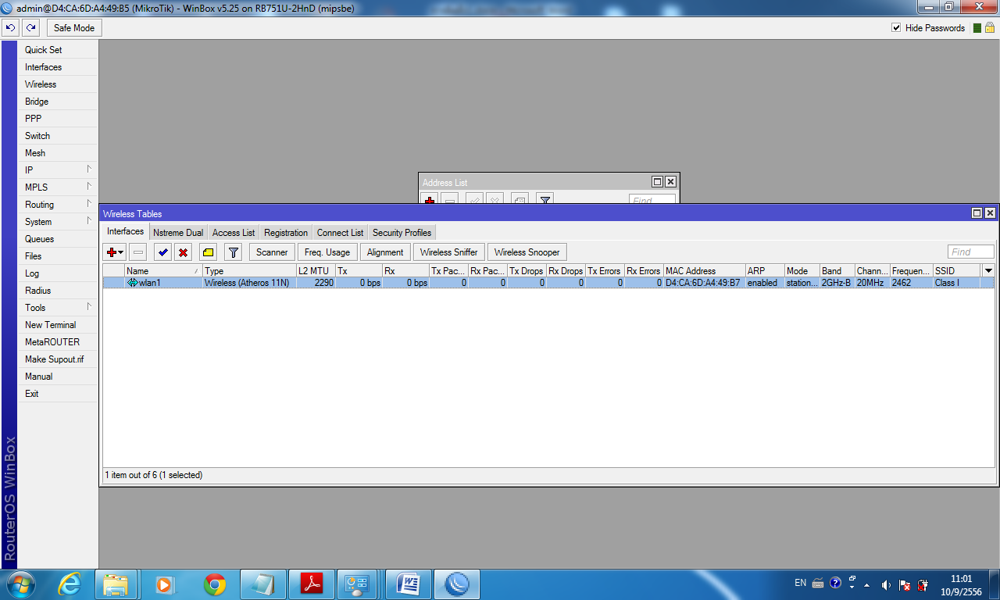 admin@D4:CA:6D:A4:49:B5 (MikroTik) - WinBox v5.25 on RB751U-2HnD (mipsbe)
Safe Mode
Hide Passwords
Quick Set
Interfaces
Wireless
Bridge
PPP
Switch
Mesh
IP
MPLS
Routing
System
Queues
Files
Log
Radius
Tools
New Terminal
MetaROUTER
Make Supout.rif
Manual
Exit
RouterOS WinBox
Address List
Find
Wireless Tables
Interfaces Nstreme Dual Access List Registration Connect List Security Profiles
Scanner Freq. Usage Alignment Wireless Sniffer Wireless Snooper Find
Name Type L2 MTU Tx Rx Tx Pac... Rx Pac... Tx Drops Rx Drops Tx Errors Rx Errors MAC Address ARP Mode Band Chann... Frequen... SSID
wlan1 Wireless (Atheros 11N) 2290 0 bps 0 bps 0 0 0 0 0 0 D4:CA:6D:A4:49:B7 enabled station... 2GHz-B 20MHz 2462 Class I
1 item out of 6 (1 selected)
EN
11:01
10/9/2556